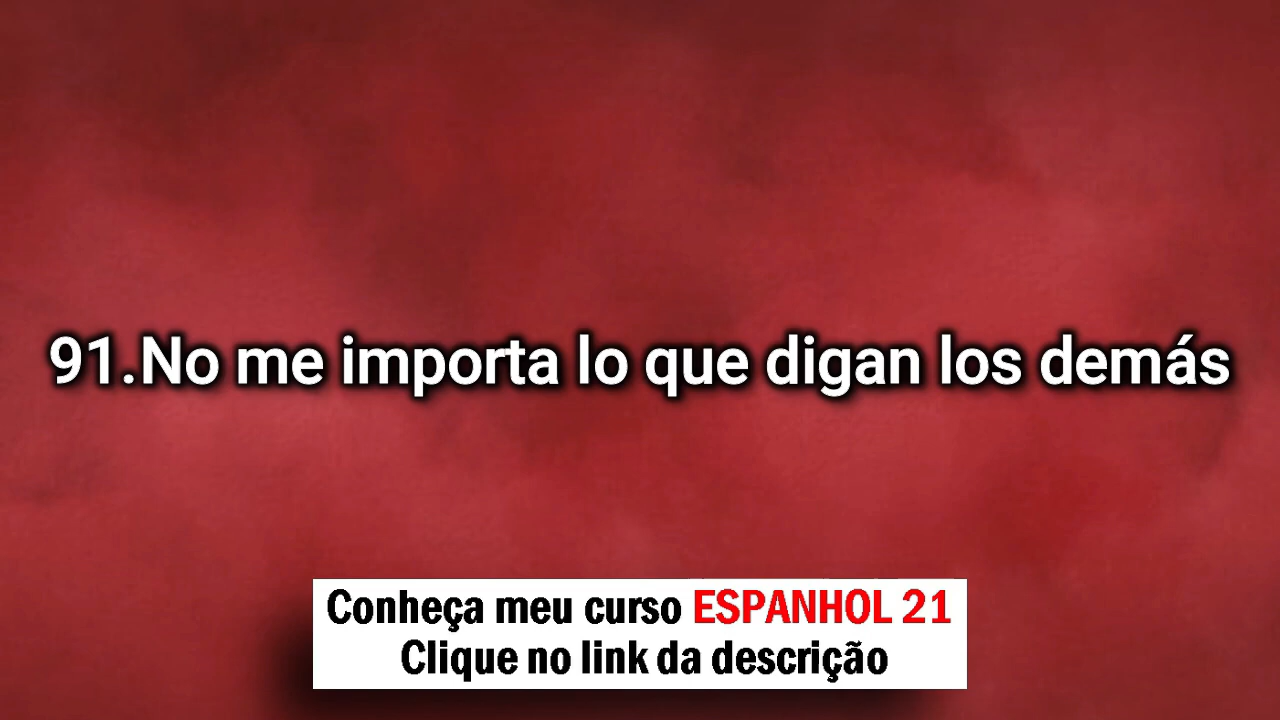 91.No me importa lo que digan los demás
Conheça meu curso ESPANHOL 21
Clique no link da descrição